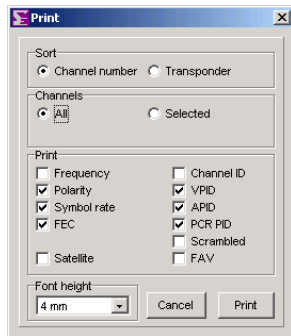 Print
Sort
Channel number Transponder
Channels
All Selected
Print
Frequency Channel ID
Polarity VPID
Symbol rate APID
FEC PCR PID
Scrambled
Satellite FAV
Font height
4 mm Cancel Print